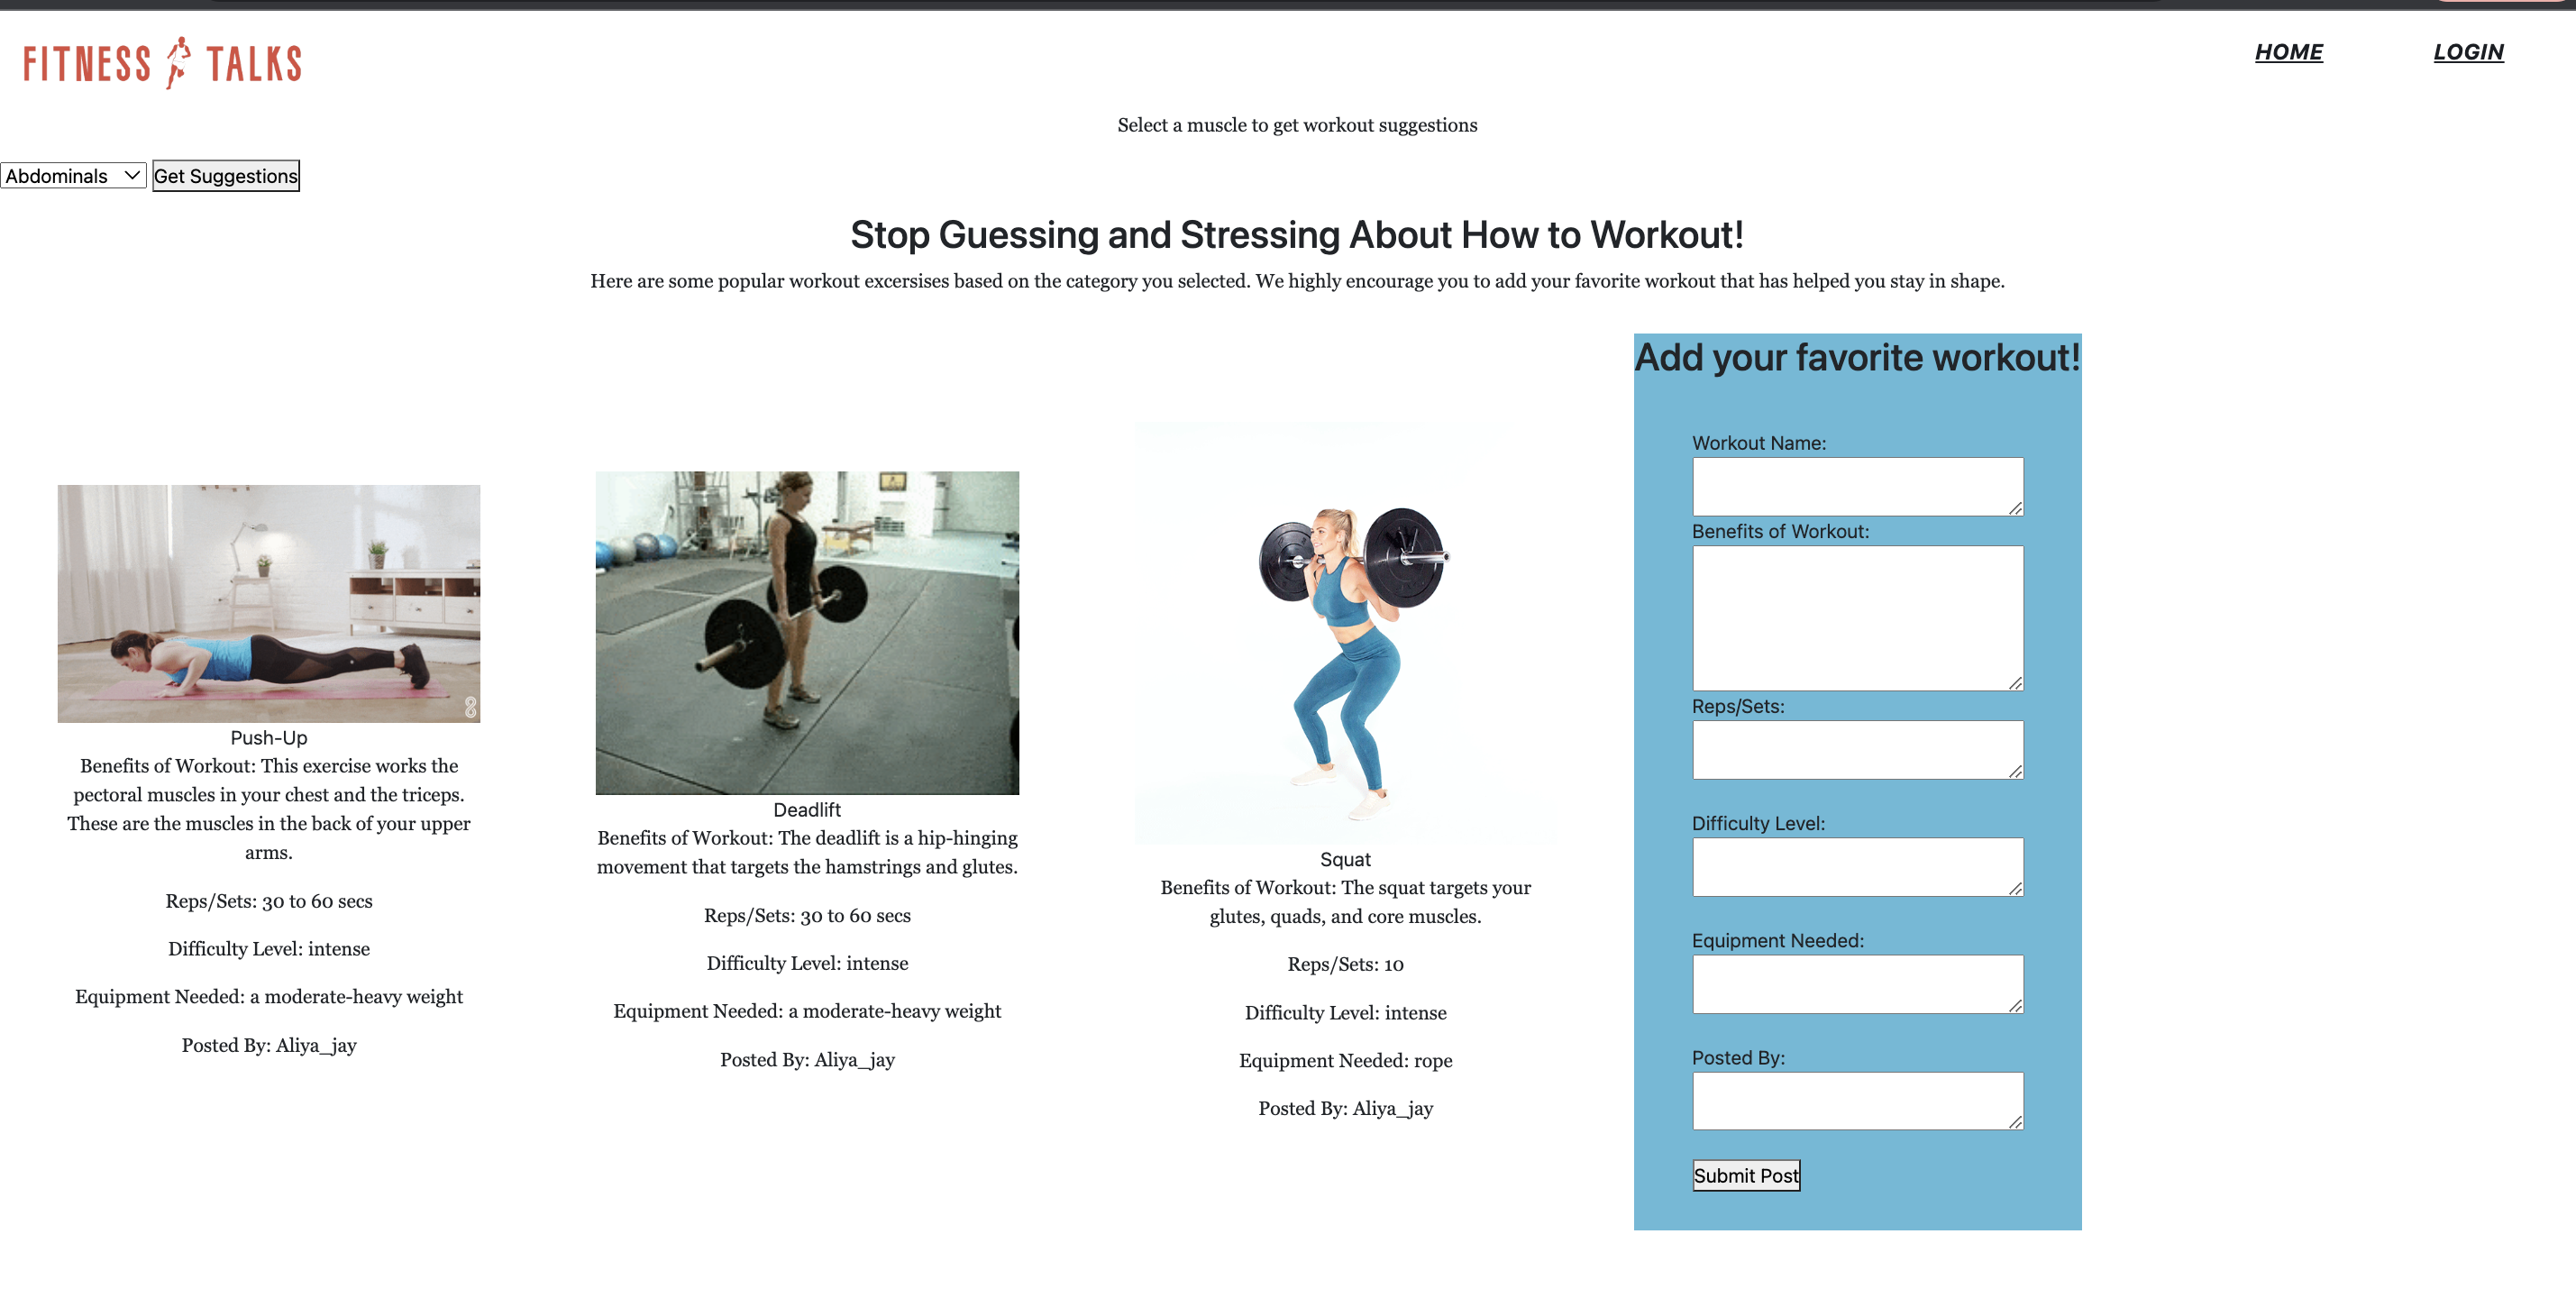 FITNESS TALKS
HOME
LOGIN
Select a muscle to get workout suggestions
Abdominals
Get Suggestions
Stop Guessing and Stressing About How to Workout!
Here are some popular workout excersises based on the category you selected. We highly encourage you to add your favorite workout that has helped you stay in shape.
Push-Up
Benefits of Workout: This exercise works the
pectoral muscles in your chest and the triceps.
These are the muscles in the back of your upper
arms.
Reps/Sets: 30 to 60 secs
Difficulty Level: intense
Equipment Needed: a moderate-heavy weight
Posted By: Aliya_jay
Deadlift
Benefits of Workout: The deadlift is a hip-hinging
movement that targets the hamstrings and glutes.
Reps/Sets: 30 to 60 secs
Difficulty Level: intense
Equipment Needed: a moderate-heavy weight
Posted By: Aliya_jay
Squat
Benefits of Workout: The squat targets your
glutes, quads, and core muscles.
Reps/Sets: 10
Difficulty Level: intense
Equipment Needed: rope
Posted By: Aliya_jay
Add your favorite workout!
Workout Name:
Benefits of Workout:
Reps/Sets:
Difficulty Level:
Equipment Needed:
Posted By:
Submit Post